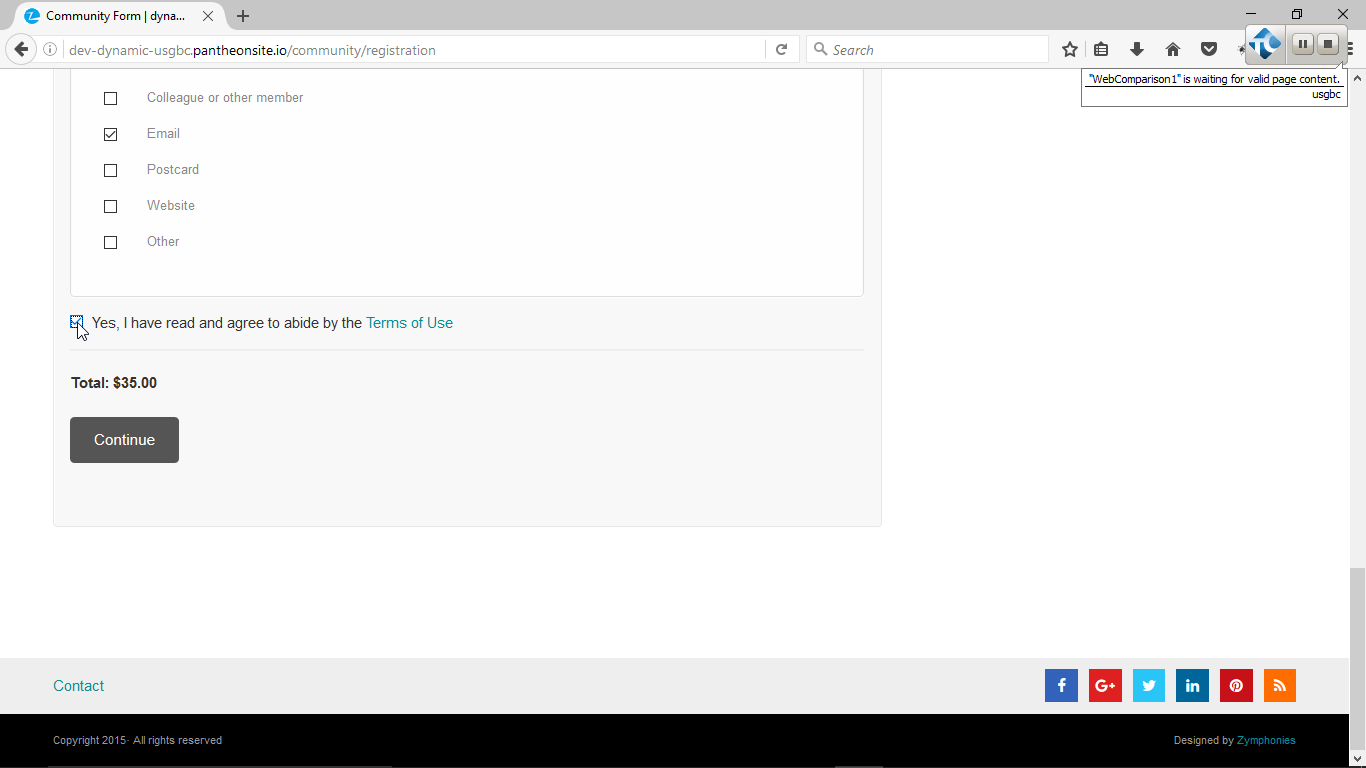 Community Form | dyna...
dev-dynamic-usgbc.pantheonsite.io/community/registration
Search
"WebComparison1" is waiting for valid page content.
usgbc
Colleague or other member
Email
Postcard
Website
Other
Yes, I have read and agree to abide by the Terms of Use
Total: $35.00
Continue
Contact
Copyright 2015· All rights reserved
Designed by Zymphonies